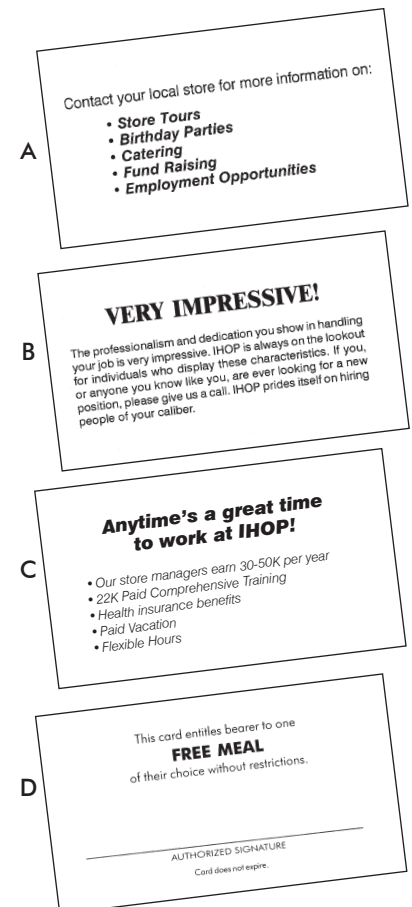 A
Contact your local store for more information on:
• Store Tours
• Birthday Parties
• Catering
• Fund Raising
• Employment Opportunities
B
VERY IMPRESSIVE!
The professionalism and dedication you show in handling
your job is very impressive. IHOP is always on the lookout
for individuals who display these characteristics. If you,
or anyone you know like you, are ever looking for a new
position, please give us a call. IHOP prides itself on hiring
people of your caliber.
C
Anytime's a great time
to work at IHOP!
• Our store managers earn 30-50K per year
• 22K Paid Comprehensive Training
• Health insurance benefits
• Paid Vacation
• Flexible Hours
D
This card entitles bearer to one
FREE MEAL
of their choice without restrictions.
AUTHORIZED SIGNATURE
Card does not expire.